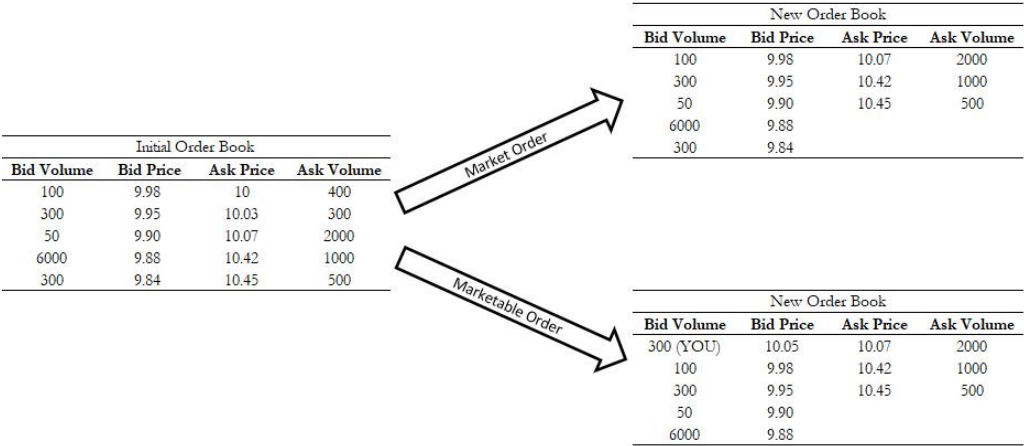 New Order Book
Bid Volume Bid Price Ask Price Ask Volume
100 9.98 10.07 2000
300 9.95 10.42 1000
50 9.90 10.45 500
6000 9.88
300 9.84
Initial Order Book
Bid Volume Bid Price Ask Price Ask Volume
100 9.98 10 400
300 9.95 10.03 300
50 9.90 10.07 2000
6000 9.88 10.42 1000
300 9.84 10.45 500
Market Order
Marketable Order
New Order Book
Bid Volume Bid Price Ask Price Ask Volume
300 (YOU) 10.05 10.07 2000
100 9.98 10.42 1000
300 9.95 10.45 500
50 9.90
6000 9.88